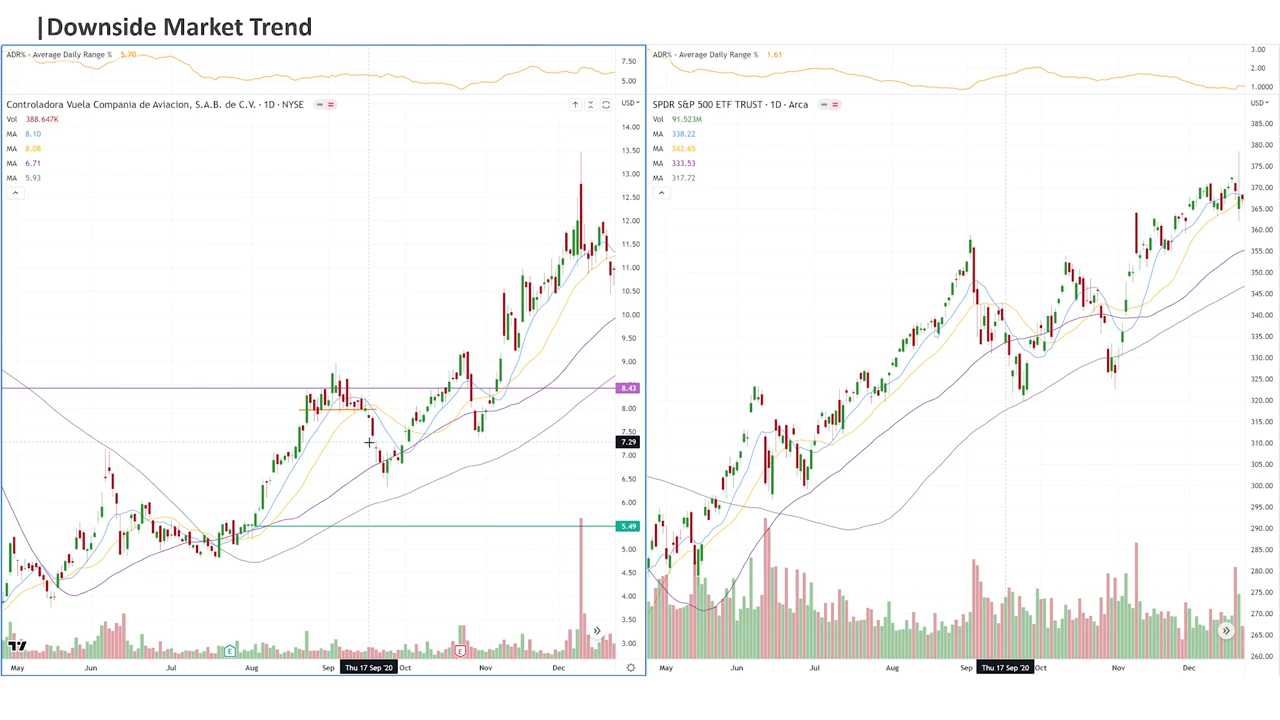 |Downside Market Trend
ADR% - Average Daily Range % 5.70
7.50
5.00
Controladora Vuela Compania de Aviacion, S.A.B. de C.V. · 1D · NYSE
USD
Vol 388.647K
MA 8.10
MA 8.08
MA 6.71
MA 5.93
14.00
13.50
13.00
12.50
12.00
11.50
11.00
10.50
10.00
9.50
9.00
8.43
8.00
7.50
7.29
7.00
6.50
6.00
5.49
5.00
4.50
4.00
3.50
3.00
E
E
May Jun Jul Aug Sep Thu 17 Sep '20 Oct Nov Dec
ADR% - Average Daily Range % 1.61
3.00
2.00
1.0000
SPDR S&P 500 ETF TRUST · 1D · Arca
USD
Vol 91.523M
MA 338.22
MA 342.65
MA 333.53
MA 317.72
385.00
380.00
375.00
370.00
365.00
360.00
355.00
350.00
345.00
340.00
335.00
330.00
325.00
320.00
315.00
310.00
305.00
300.00
295.00
290.00
285.00
280.00
275.00
270.00
265.00
260.00
May Jun Jul Aug Sep Thu 17 Sep '20 Oct Nov Dec